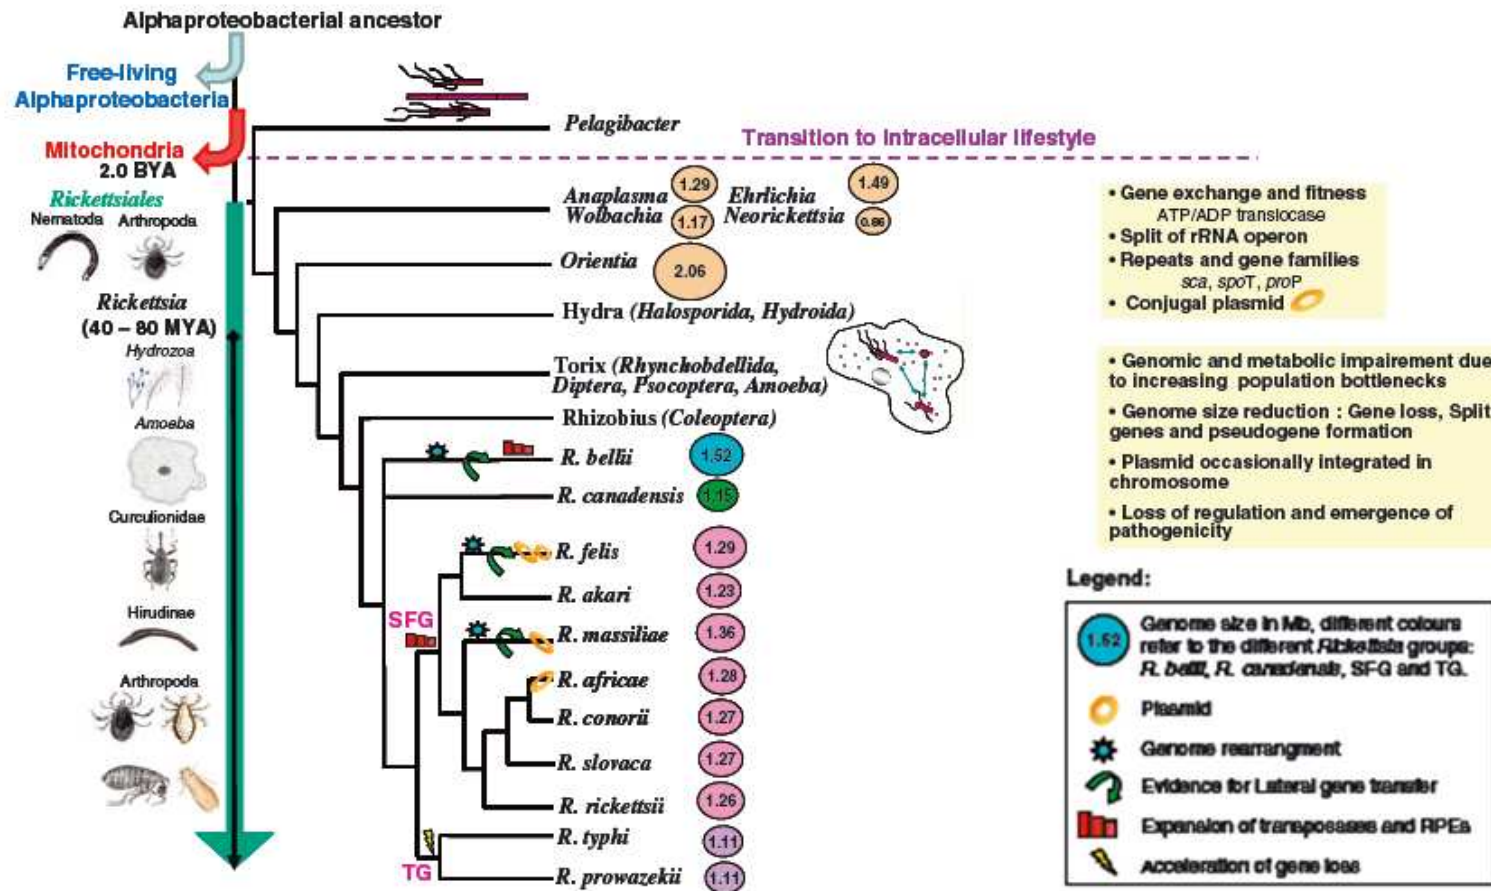 Alphaproteobacterial ancestor
Free-living
Alphaproteobacteria
Mitochondria
2.0 BYA
Rickettsiales
Nematoda Arthropoda
Rickettsia
(40 – 80 MYA)
Hydrozoa
Amoeba
Curculionidae
Hirudinae
Arthropoda
Pelagibacter
Transition to intracellular lifestyle
Anaplasma 1.29 Ehrlichia 1.49
Wolbachia 1.17 Neorickettsia 0.86
Orientia 2.06
Hydra (Halosporida, Hydroida)
Torix (Rhynchobdellida,
Diptera, Psocoptera, Amoeba)
Rhizobius (Coleoptera)
R. bellii 1.52
R. canadensis 1.15
R. felis 1.29
R. akari 1.23
SFG
R. massiliae 1.36
R. africae 1.28
R. conorii 1.27
R. slovaca 1.27
R. rickettsii 1.26
R. typhi 1.11
TG
R. prowazekii 1.11
• Gene exchange and fitness
ATP/ADP translocase
• Split of rRNA operon
• Repeats and gene families
sca, spoT, proP
• Conjugal plasmid
• Genomic and metabolic impairement due
to increasing population bottlenecks
• Genome size reduction : Gene loss, Split
genes and pseudogene formation
• Plasmid occasionally integrated in
chromosome
• Loss of regulation and emergence of
pathogenicity
Legend:
1.52
Genome size in Mb, different colours
refer to the different Rickettsia groups:
R. bellii, R. canadensis, SFG and TG.
Plasmid
Genome rearrangment
Evidence for Lateral gene transfer
Expansion of transposases and RPEs
Acceleration of gene loss